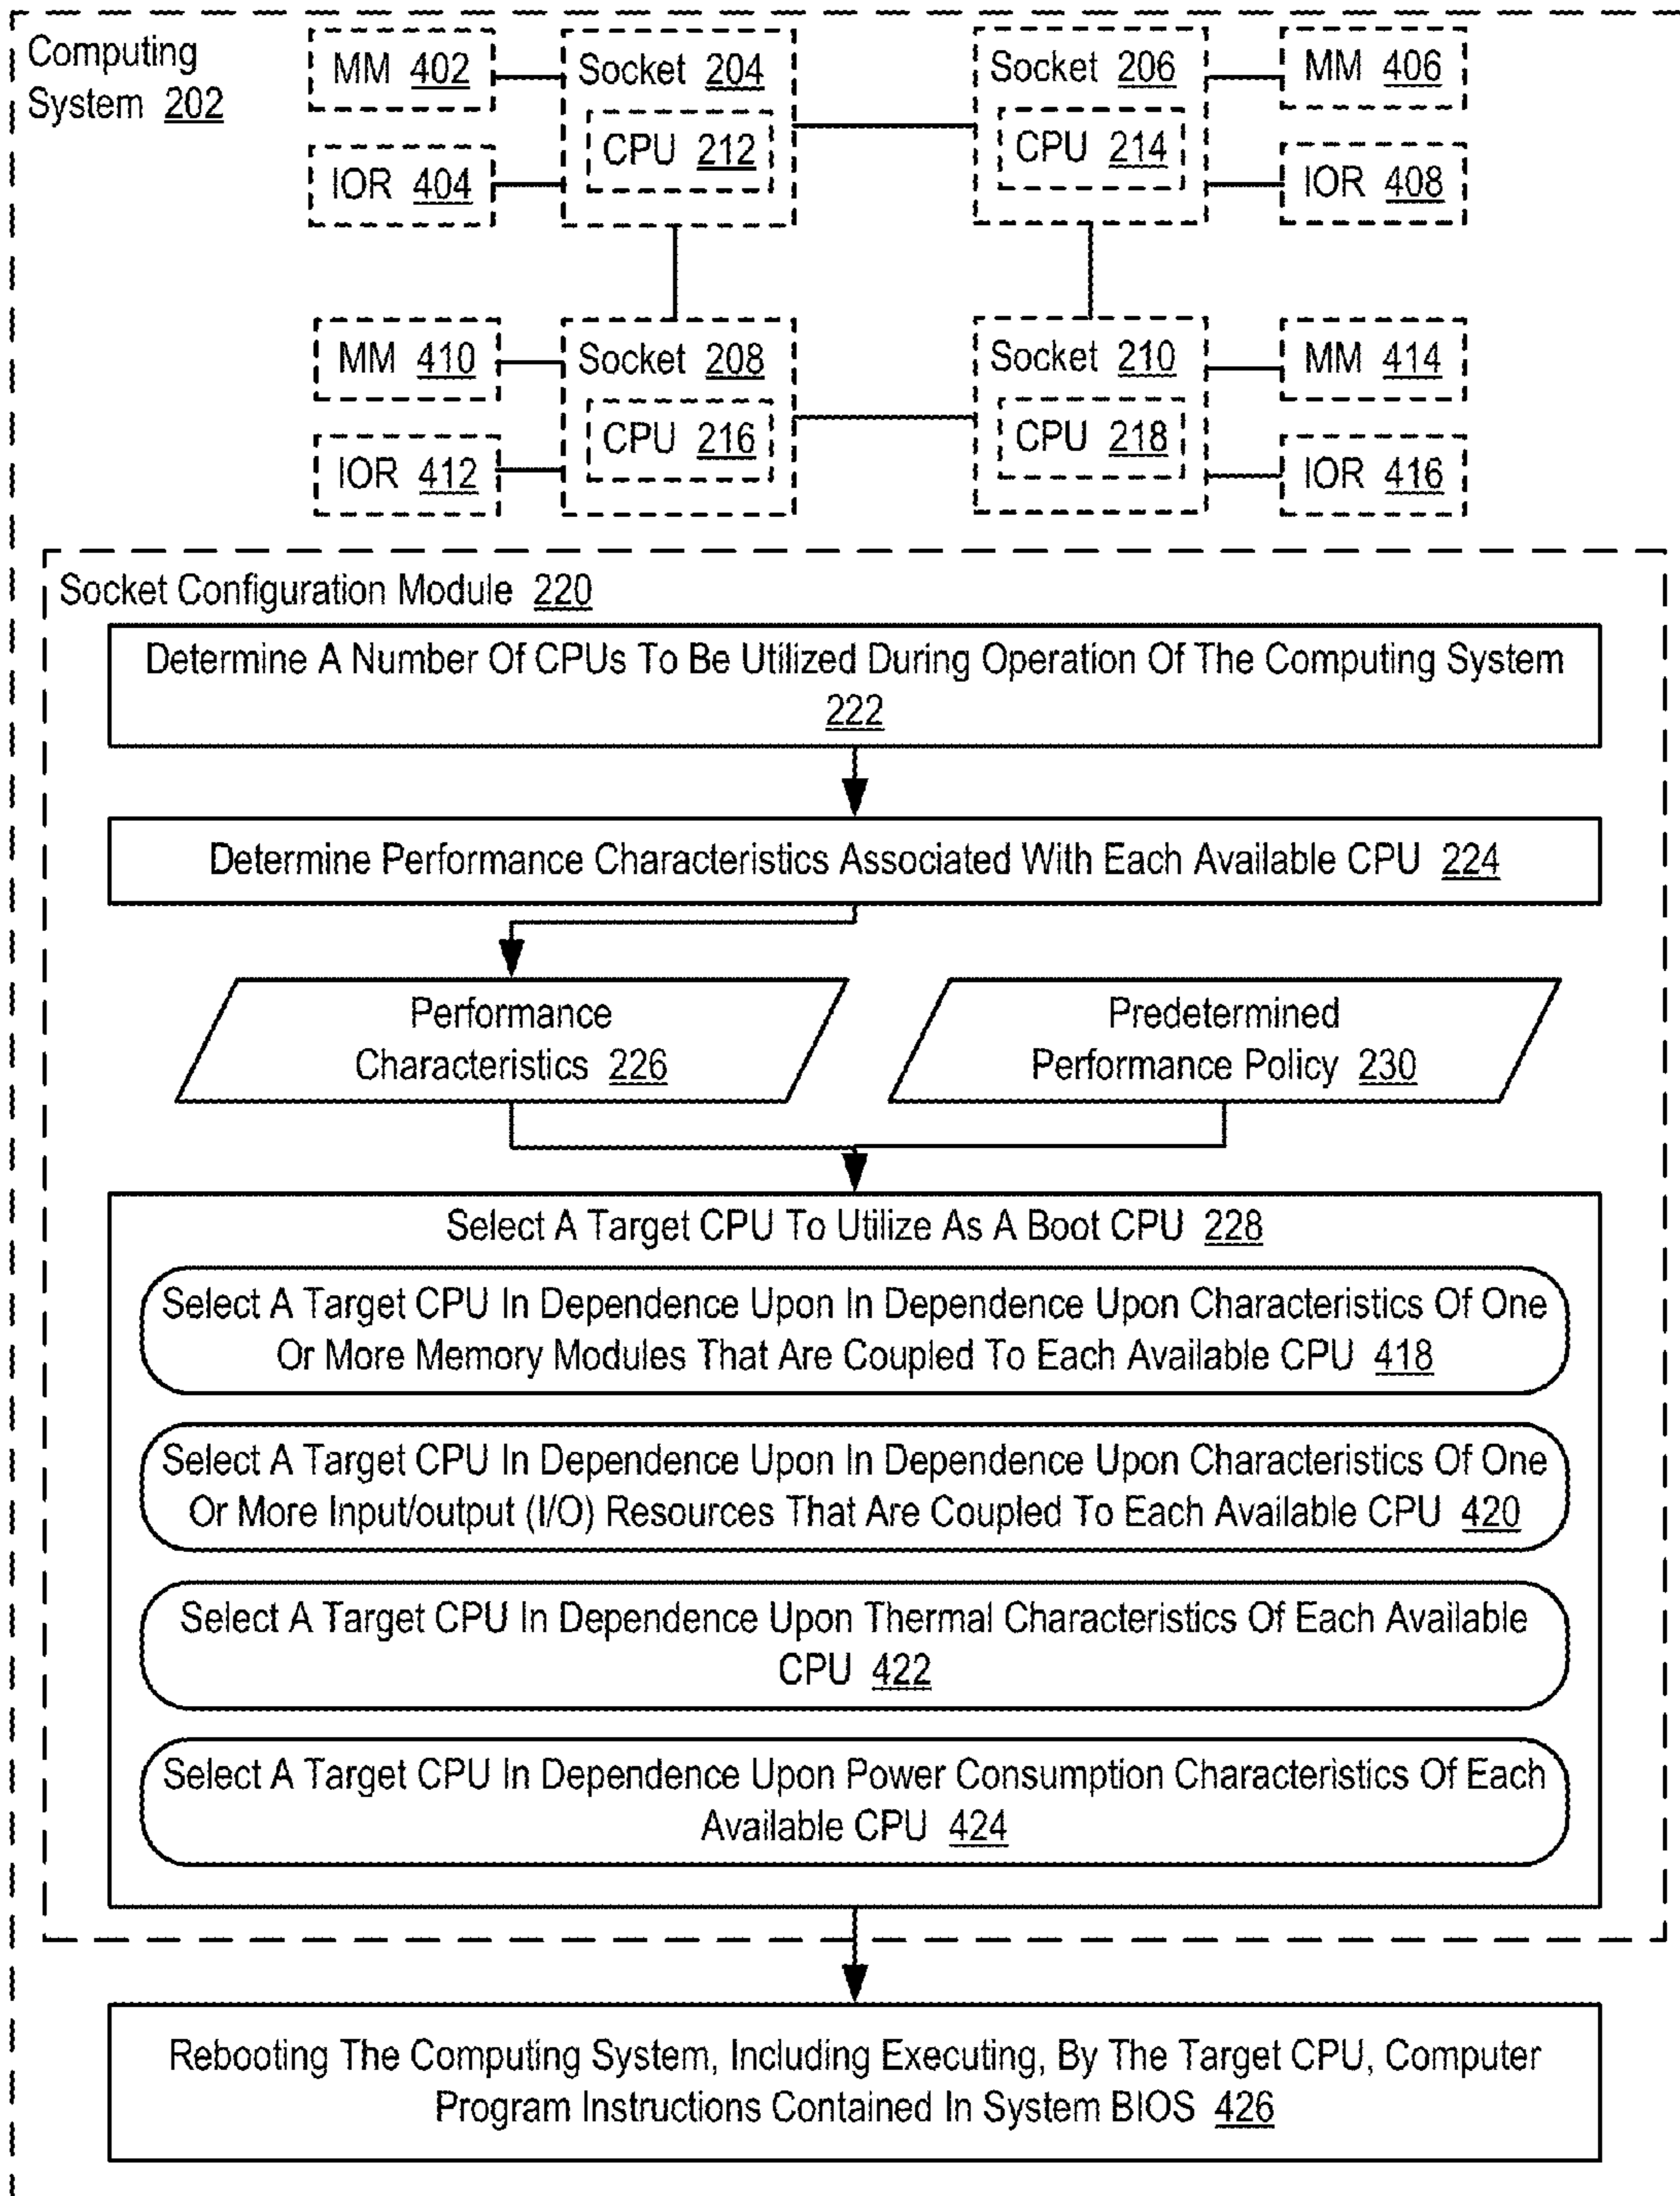 Computing
System 202
MM 402
Socket 204
Socket 206
MM 406
CPU 212
CPU 214
IOR 404
IOR 408
MM 410
Socket 208
Socket 210
MM 414
CPU 216
CPU 218
IOR 412
IOR 416
Socket Configuration Module 220
Determine A Number Of CPUs To Be Utilized During Operation Of The Computing System
222
Determine Performance Characteristics Associated With Each Available CPU 224
Performance
Characteristics 226
Predetermined
Performance Policy 230
Select A Target CPU To Utilize As A Boot CPU 228
Select A Target CPU In Dependence Upon In Dependence Upon Characteristics Of One
Or More Memory Modules That Are Coupled To Each Available CPU 418
Select A Target CPU In Dependence Upon In Dependence Upon Characteristics Of One
Or More Input/output (I/O) Resources That Are Coupled To Each Available CPU 420
Select A Target CPU In Dependence Upon Thermal Characteristics Of Each Available
CPU 422
Select A Target CPU In Dependence Upon Power Consumption Characteristics Of Each
Available CPU 424
Rebooting The Computing System, Including Executing, By The Target CPU, Computer
Program Instructions Contained In System BIOS 426